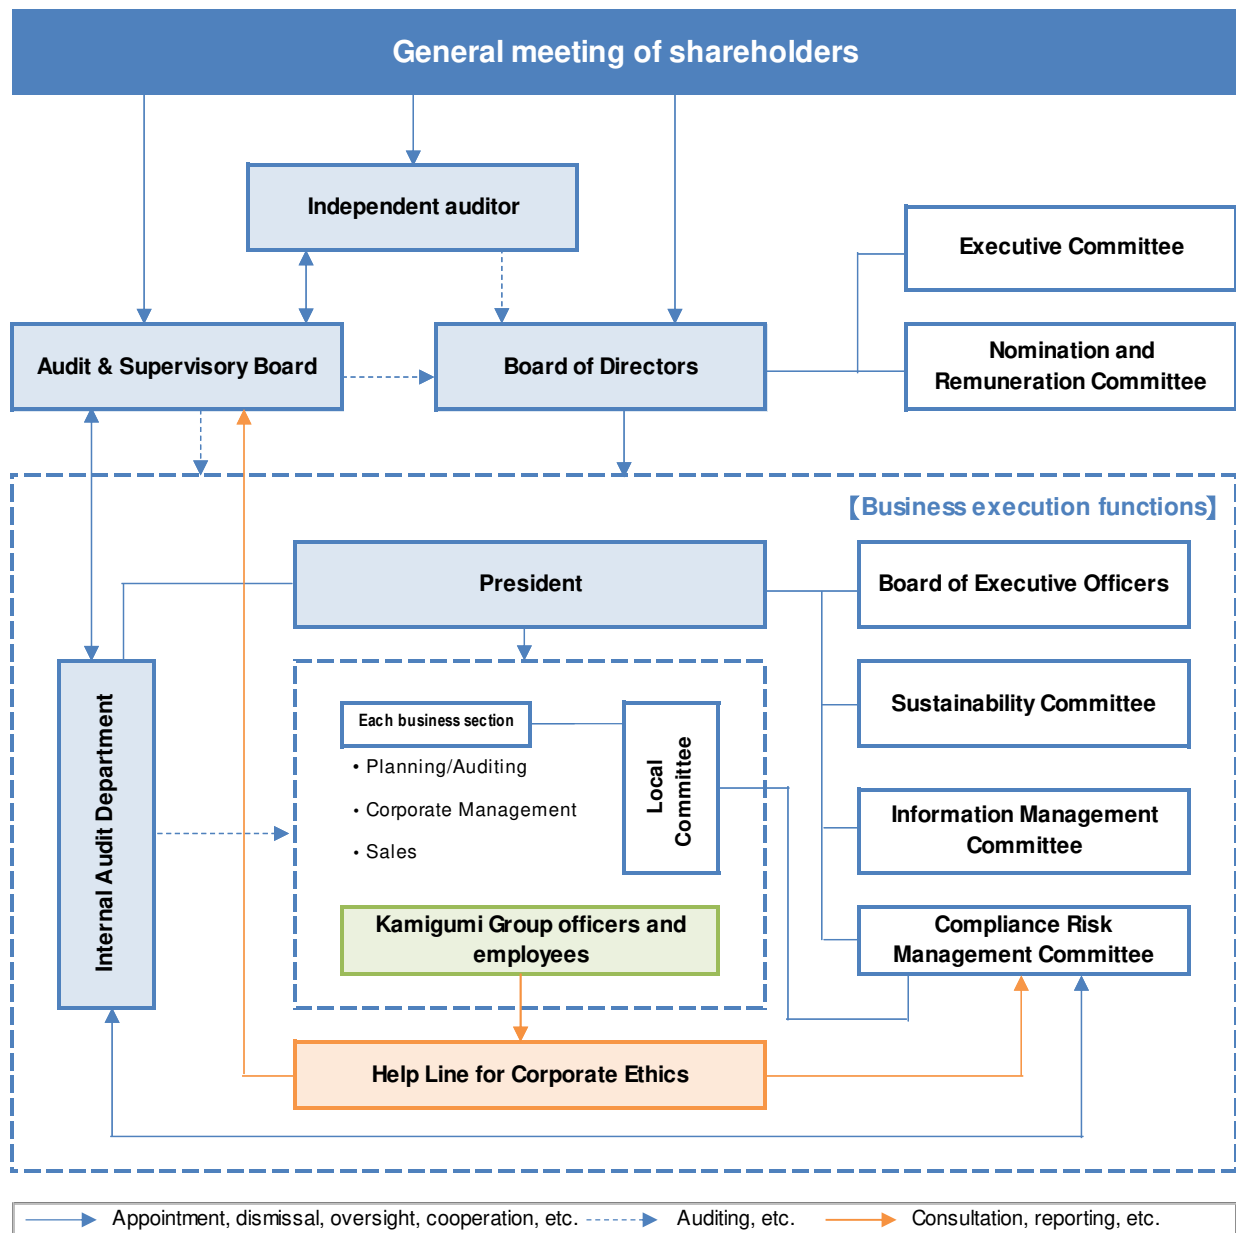 General meeting of shareholders
Independent auditor
Executive Committee
Audit & Supervisory Board
Board of Directors
Nomination and
Remuneration Committee
【Business execution functions】
President
Board of Executive Officers
Internal Audit Department
Each business section
• Planning/Auditing
• Corporate Management
• Sales
Local
Committee
Sustainability Committee
Information Management
Committee
Kamigumi Group officers and
employees
Compliance Risk
Management Committee
Help Line for Corporate Ethics
Appointment, dismissal, oversight, cooperation, etc.
Auditing, etc.
Consultation, reporting, etc.